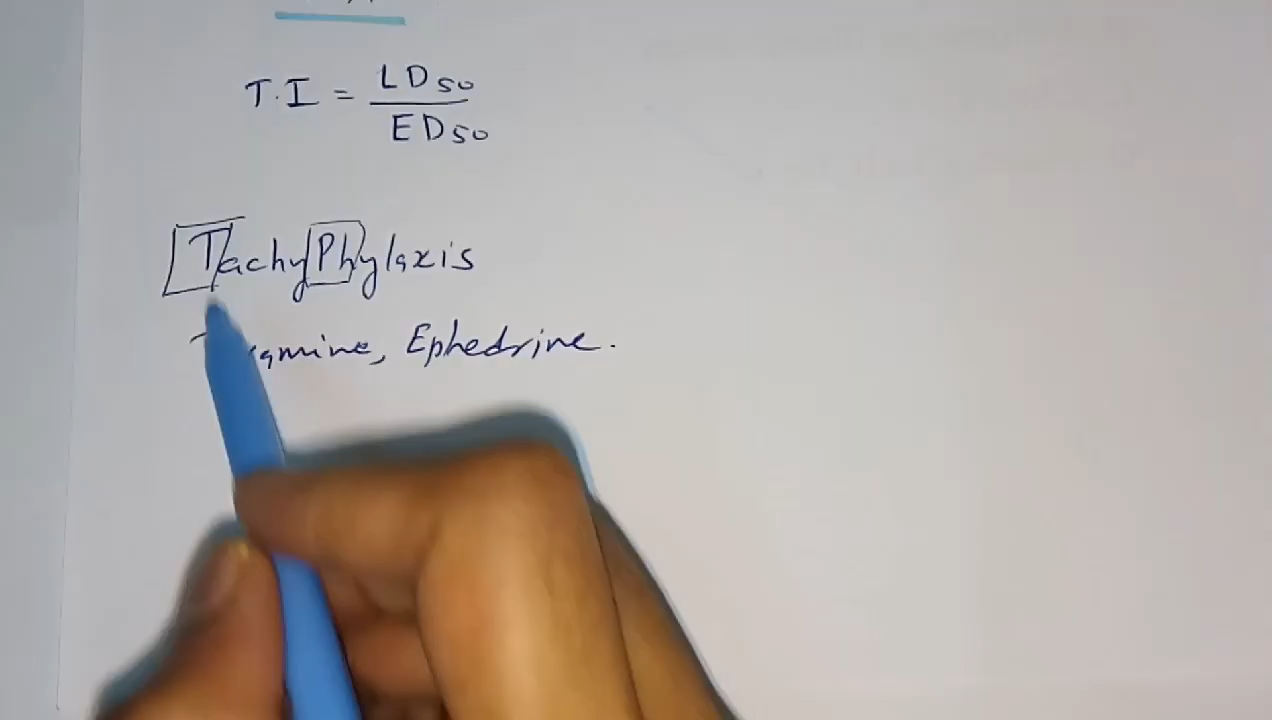 T.I = LD50 / ED50
TachyPhylaxis
Ephedrine.